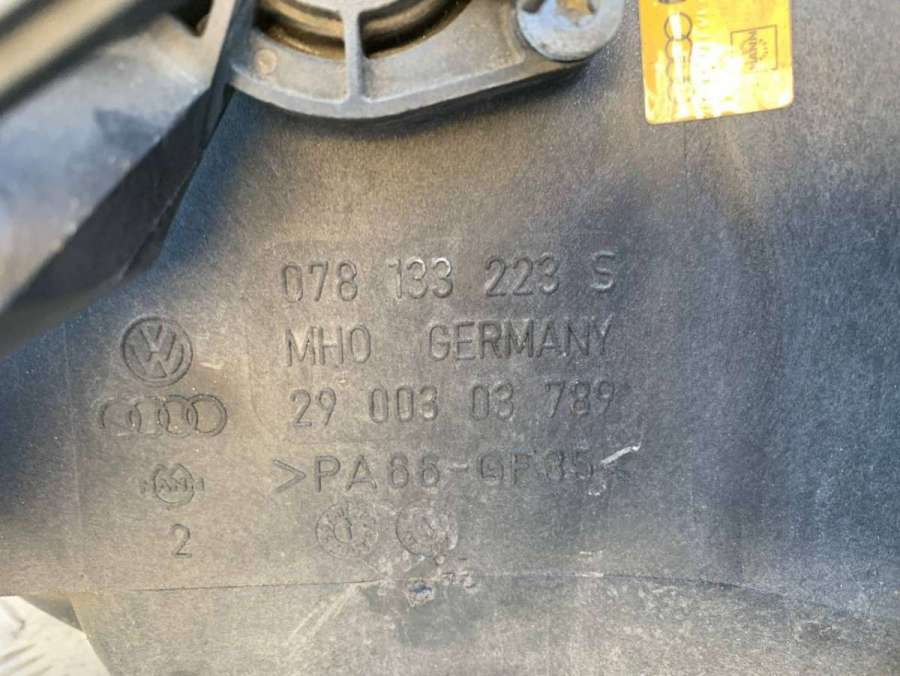 078 133 223 S
MHO GERMANY
29 003 03 789
>PA66-GF35<
2